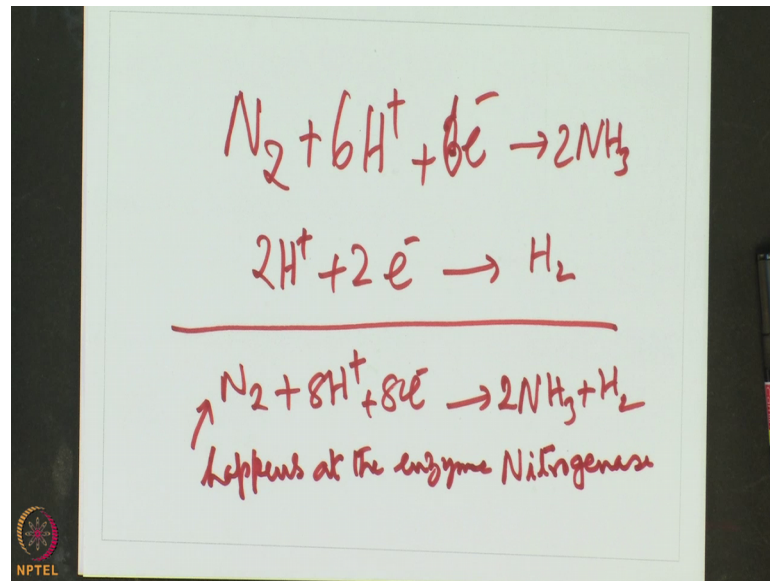 N₂ + 6H⁺ + 6e⁻ → 2NH₃
2H⁺ + 2e⁻ → H₂
N₂ + 8H⁺ + 8e⁻ → 2NH₃ + H₂
happens at the enzyme Nitrogenase
NPTEL